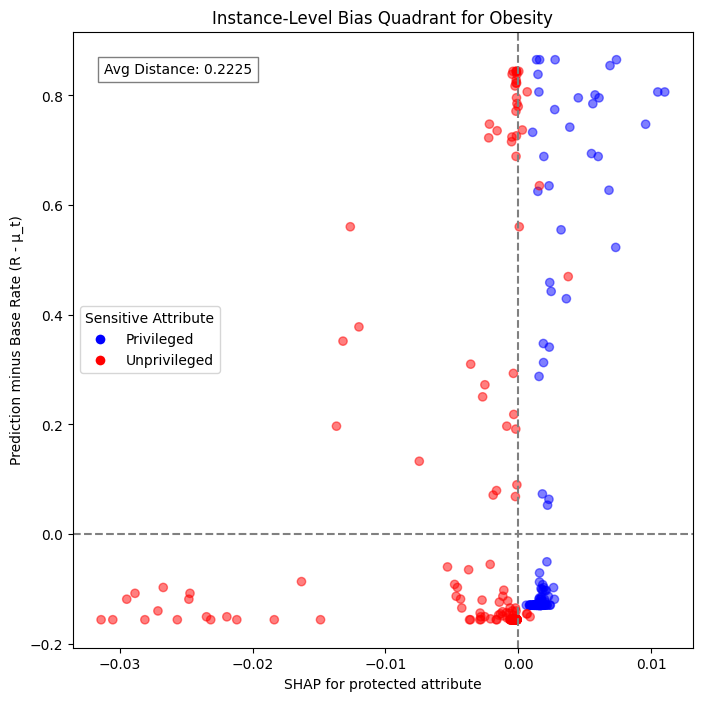 Instance-Level Bias Quadrant for Obesity
Avg Distance: 0.2225
Prediction minus Base Rate (R - μ_t)
0.8
0.6
0.4
0.2
0.0
−0.2
Sensitive Attribute
Privileged
Unprivileged
−0.03
−0.02
−0.01
0.00
0.01
SHAP for protected attribute